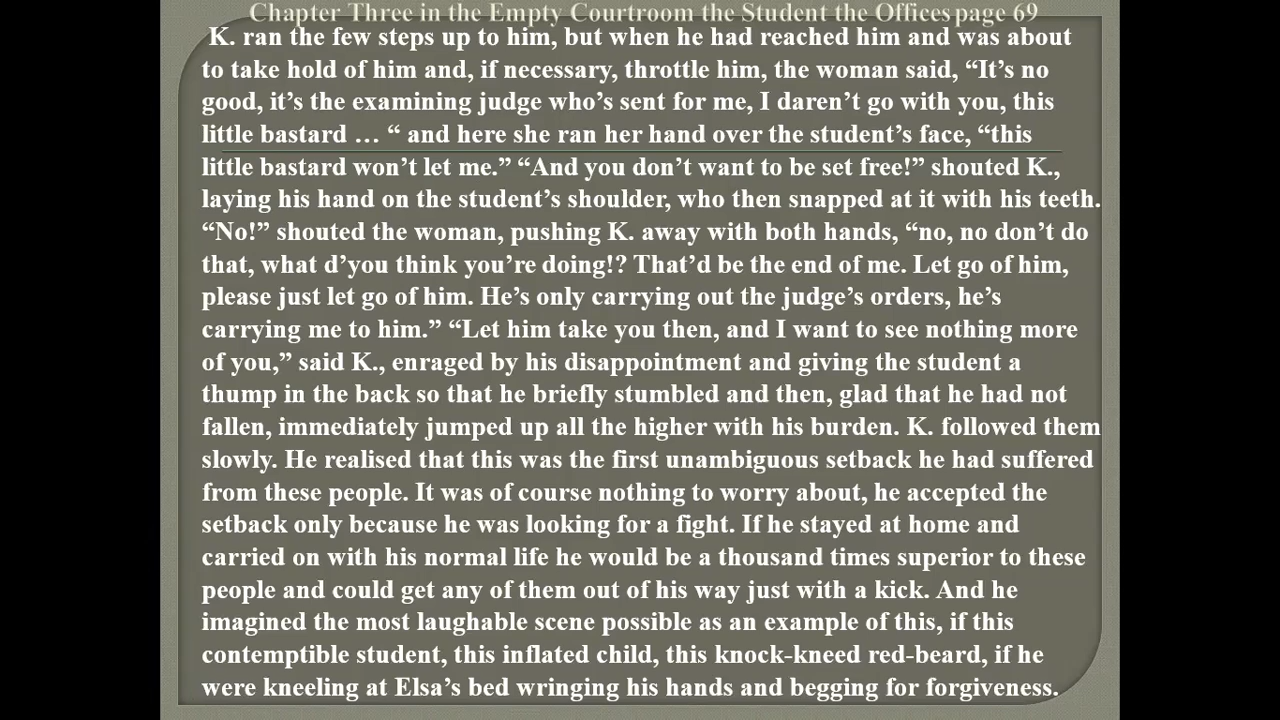 Chapter Three in the Empty Courtroom the Student the Offices page 69
K. ran the few steps up to him, but when he had reached him and was about
to take hold of him and, if necessary, throttle him, the woman said, “It’s no
good, it’s the examining judge who’s sent for me, I daren’t go with you, this
little bastard … “ and here she ran her hand over the student’s face, “this
little bastard won’t let me.” “And you don’t want to be set free!” shouted K.,
laying his hand on the student’s shoulder, who then snapped at it with his teeth.
“No!” shouted the woman, pushing K. away with both hands, “no, no don’t do
that, what d’you think you’re doing!? That’d be the end of me. Let go of him,
please just let go of him. He’s only carrying out the judge’s orders, he’s
carrying me to him.” “Let him take you then, and I want to see nothing more
of you,” said K., enraged by his disappointment and giving the student a
thump in the back so that he briefly stumbled and then, glad that he had not
fallen, immediately jumped up all the higher with his burden. K. followed them
slowly. He realised that this was the first unambiguous setback he had suffered
from these people. It was of course nothing to worry about, he accepted the
setback only because he was looking for a fight. If he stayed at home and
carried on with his normal life he would be a thousand times superior to these
people and could get any of them out of his way just with a kick. And he
imagined the most laughable scene possible as an example of this, if this
contemptible student, this inflated child, this knock-kneed red-beard, if he
were kneeling at Elsa’s bed wringing his hands and begging for forgiveness.